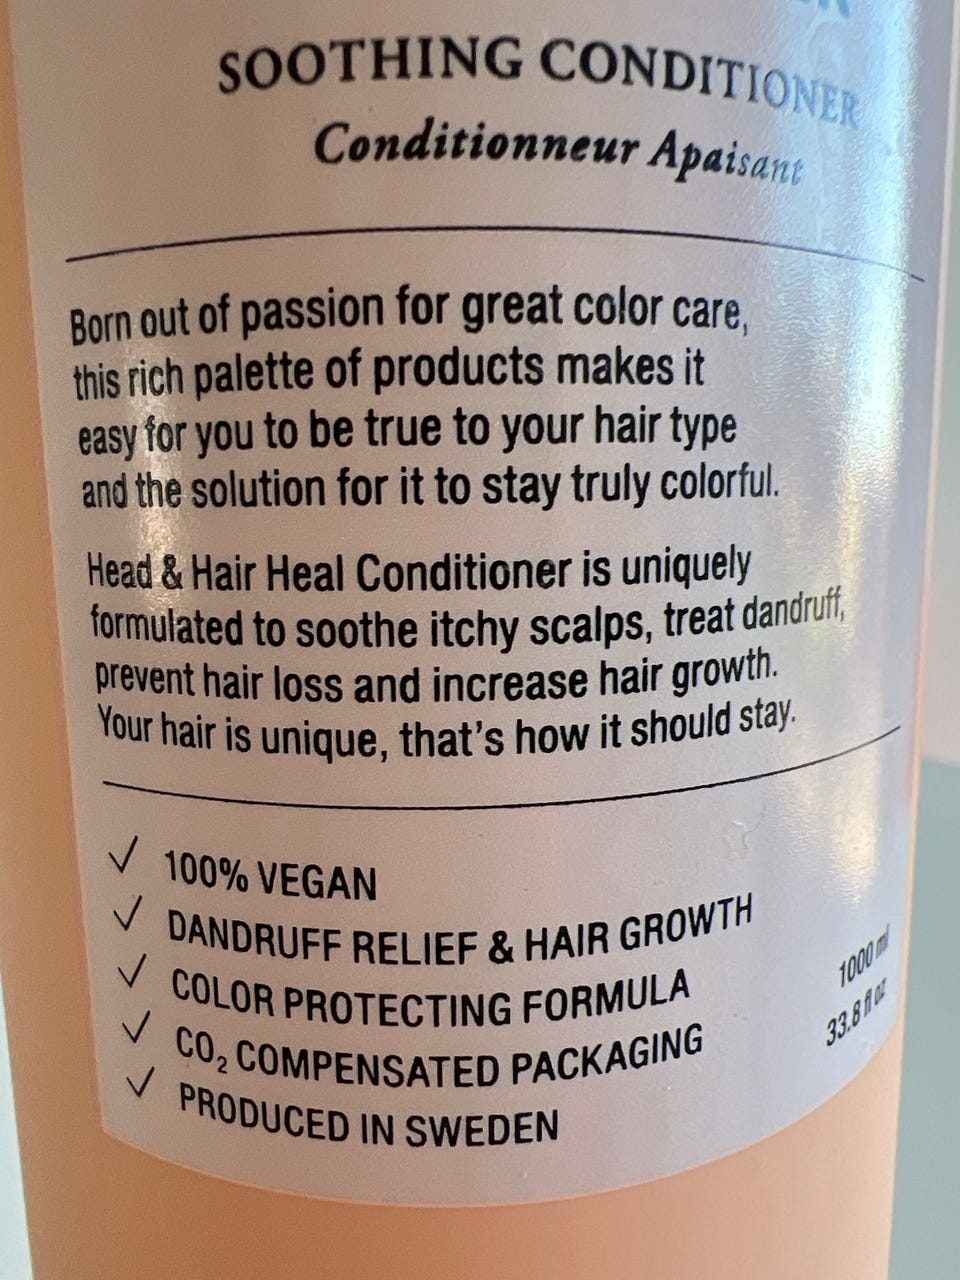 SOOTHING CONDITIONER
Conditionneur Apaisant
Born out of passion for great color care,
this rich palette of products makes it
easy for you to be true to your hair type
and the solution for it to stay truly colorful.
Head & Hair Heal Conditioner is uniquely
formulated to soothe itchy scalps, treat dandruff,
prevent hair loss and increase hair growth.
Your hair is unique, that's how it should stay.
✓ 100% VEGAN
✓ DANDRUFF RELIEF & HAIR GROWTH
✓ COLOR PROTECTING FORMULA
✓ CO₂ COMPENSATED PACKAGING
✓ PRODUCED IN SWEDEN
1000 ml
33.8 fl oz